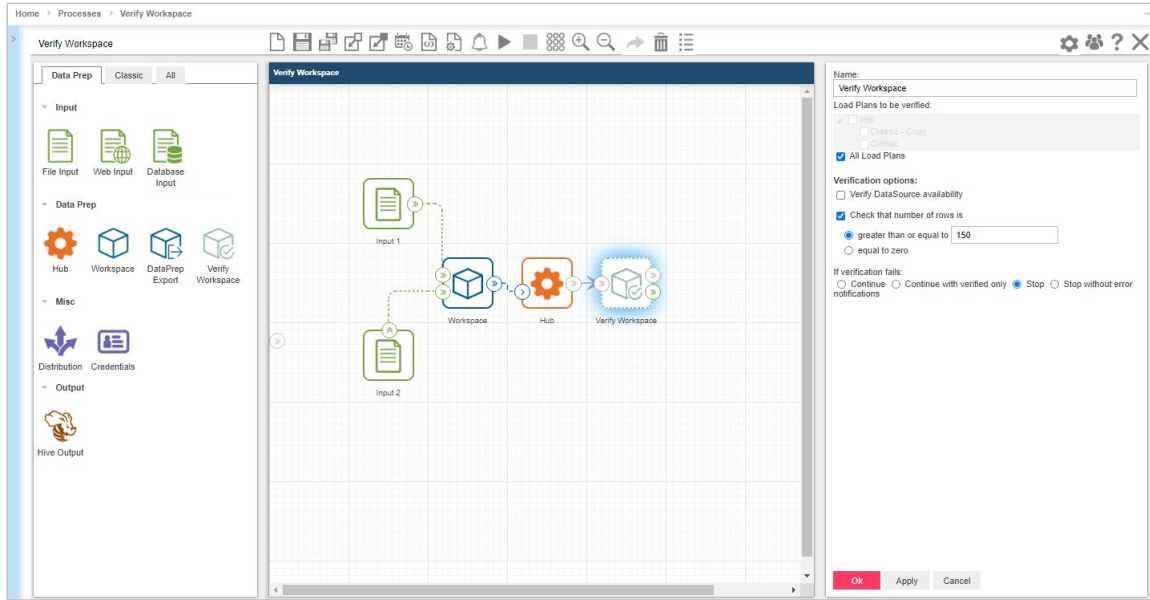 Home > Processes > Verify Workspace
Verify Workspace
Data Prep Classic All
Input
File Input Web Input Database Input
Data Prep
Hub Workspace DataPrep Export Verify Workspace
Misc
Distribution Credentials
Output
Hive Output
Verify Workspace
Input 1
Workspace Hub Verify Workspace
Input 2
Name:
Verify Workspace
Load Plans to be verified:
Join
Classic - Copy
Classic
All Load Plans
Verification options:
Verify DataSource availability
Check that number of rows is
greater than or equal to 150
equal to zero
If verification fails:
Continue Continue with verified only Stop Stop without error
notifications
Ok Apply Cancel